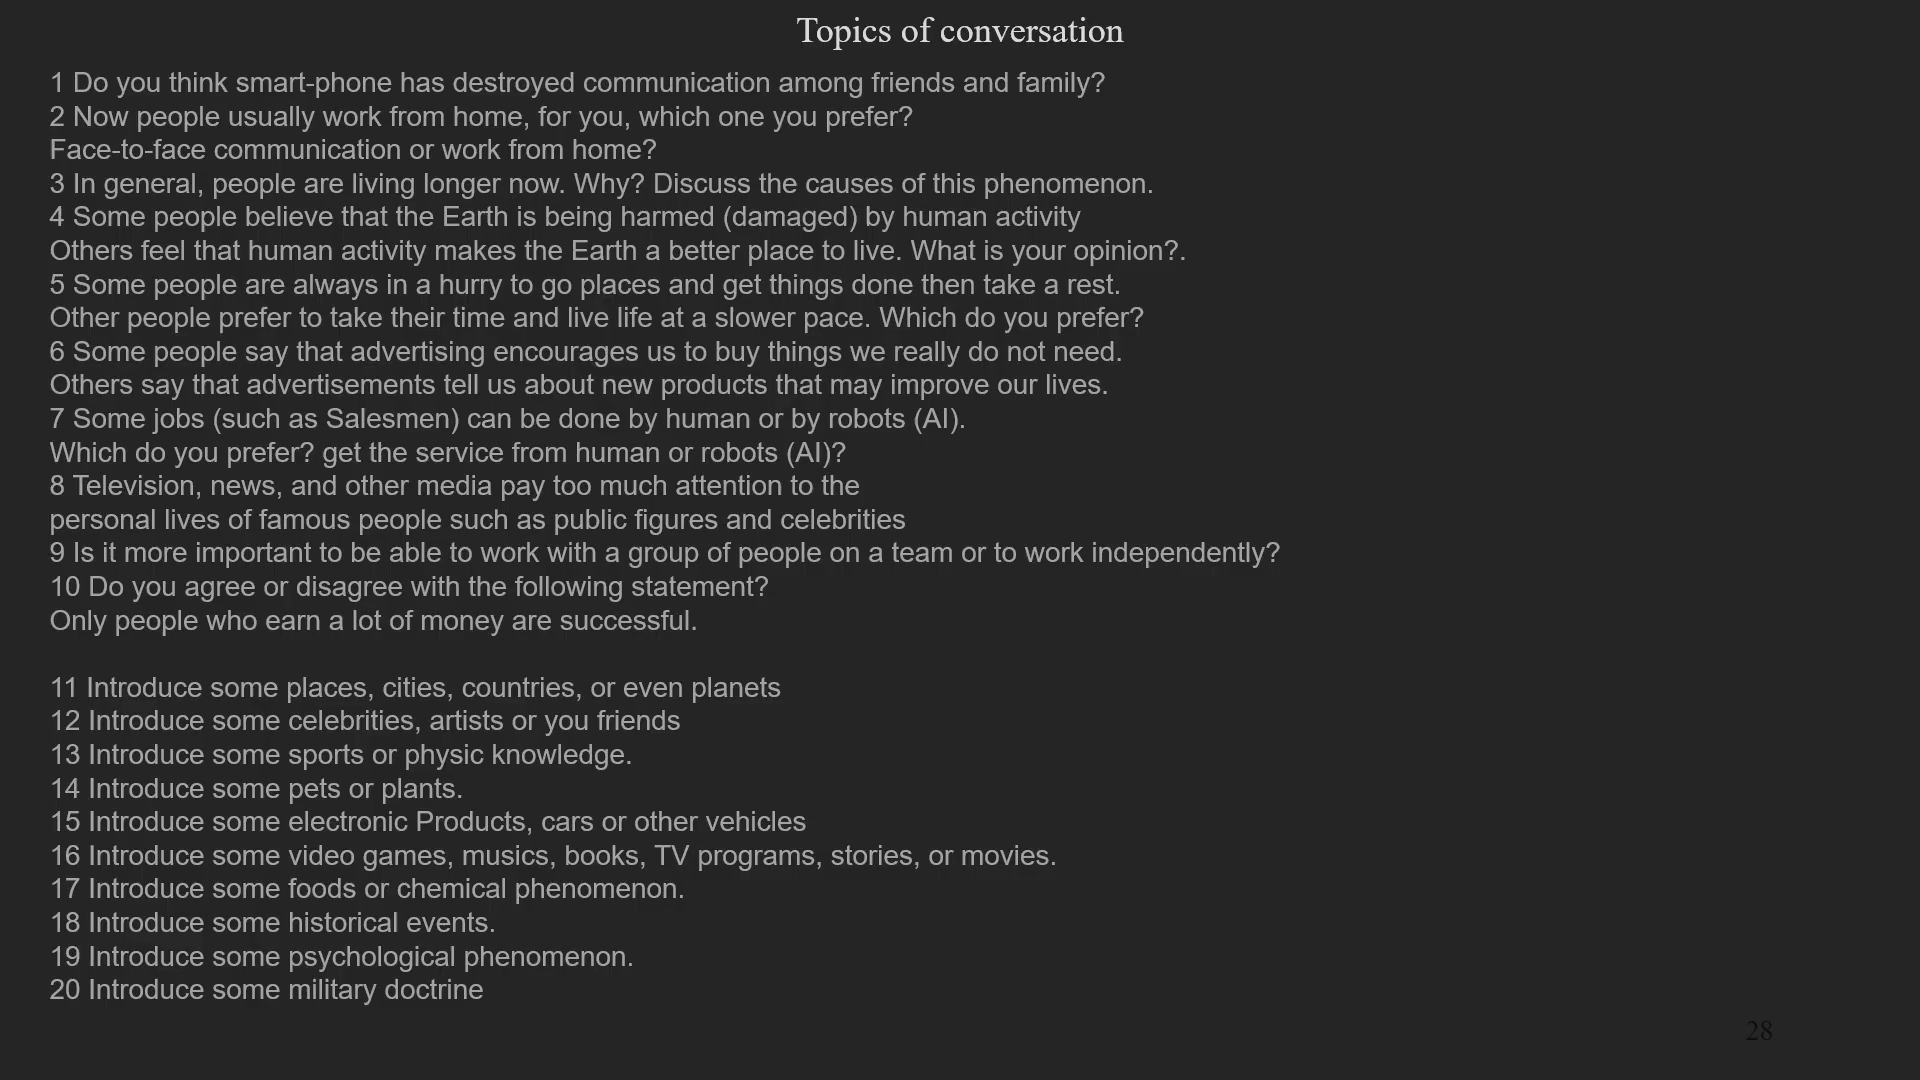 Topics of conversation
1 Do you think smart-phone has destroyed communication among friends and family?
2 Now people usually work from home, for you, which one you prefer?
Face-to-face communication or work from home?
3 In general, people are living longer now. Why? Discuss the causes of this phenomenon.
4 Some people believe that the Earth is being harmed (damaged) by human activity
Others feel that human activity makes the Earth a better place to live. What is your opinion?.
5 Some people are always in a hurry to go places and get things done then take a rest.
Other people prefer to take their time and live life at a slower pace. Which do you prefer?
6 Some people say that advertising encourages us to buy things we really do not need.
Others say that advertisements tell us about new products that may improve our lives.
7 Some jobs (such as Salesmen) can be done by human or by robots (AI).
Which do you prefer? get the service from human or robots (AI)?
8 Television, news, and other media pay too much attention to the
personal lives of famous people such as public figures and celebrities
9 Is it more important to be able to work with a group of people on a team or to work independently?
10 Do you agree or disagree with the following statement?
Only people who earn a lot of money are successful.
11 Introduce some places, cities, countries, or even planets
12 Introduce some celebrities, artists or you friends
13 Introduce some sports or physic knowledge.
14 Introduce some pets or plants.
15 Introduce some electronic Products, cars or other vehicles
16 Introduce some video games, musics, books, TV programs, stories, or movies.
17 Introduce some foods or chemical phenomenon.
18 Introduce some historical events.
19 Introduce some psychological phenomenon.
20 Introduce some military doctrine
28